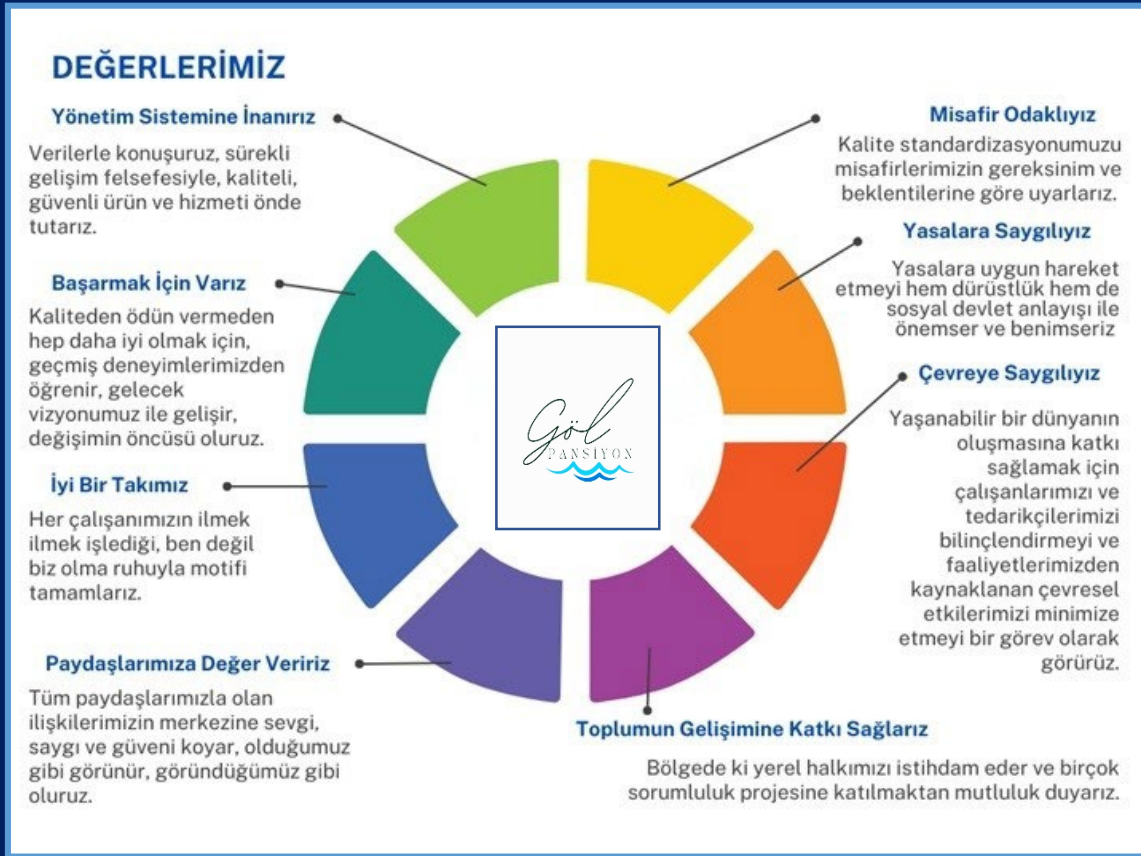 DEĞERLERİMİZ
Yönetim Sistemine İnanırız
Verilerle konuşuruz, sürekli
gelişim felsefesiyle, kaliteli,
güvenli ürün ve hizmeti önde
tutarız.
Başarmak İçin Varız
Kaliteden ödün vermeden
hep daha iyi olmak için,
geçmiş deneyimlerimizden
öğrenir, gelecek
vizyonumuz ile gelişir,
değişimin öncüsü oluruz.
İyi Bir Takımız
Her çalışanımızın ilmek
ilmek işlediği, ben değil
biz olma ruhuyla motifi
tamamlarız.
Paydaşlarımıza Değer Veririz
Tüm paydaşlarımızla olan
ilişkilerimizin merkezine sevgi,
saygı ve güveni koyar, olduğumuz
gibi görünür, göründüğümüz gibi
oluruz.
Göl
PANSİYON
Misafir Odaklıyız
Kalite standardizasyonumuzu
misafirlerimizin gereksinim ve
beklentilerine göre uyarlarız.
Yasalara Saygılıyız
Yasalara uygun hareket
etmeyi hem dürüstlük hem de
sosyal devlet anlayışı ile
önemser ve benimseriz
Çevreye Saygılıyız
Yaşanabilir bir dünyanın
oluşmasına katkı
sağlamak için
çalışanlarımızı ve
tedarikçilerimizi
bilinçlendirmeyi ve
faaliyetlerimizden
kaynaklanan çevresel
etkilerimizi minimize
etmeyi bir görev olarak
görürüz.
Toplumun Gelişimine Katkı Sağlarız
Bölgede ki yerel halkımızı istihdam eder ve birçok
sorumluluk projesine katılmaktan mutluluk duyarız.